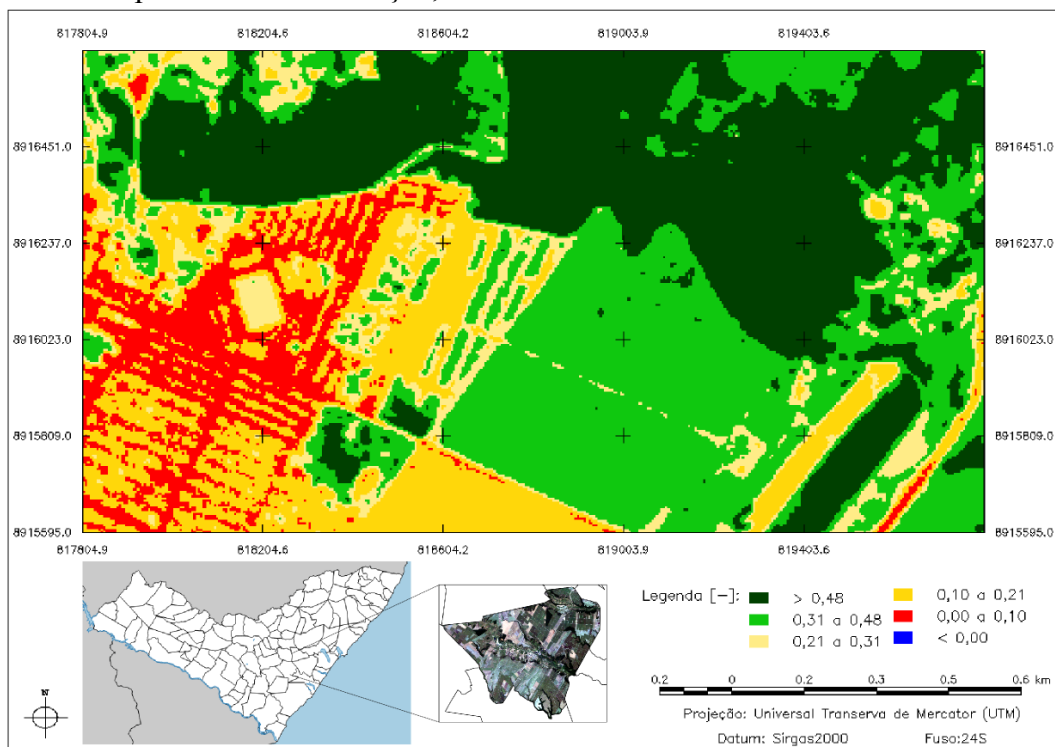 817804.9 818204.6 818604.2 819003.9 819403.6
8916451.0 8916451.0
8916237.0 8916237.0
8916023.0 8916023.0
8915809.0 8915809.0
8915595.0 8915595.0
817804.9 818204.6 818604.2 819003.9 819403.6
Legenda [-]: > 0,48 0,10 a 0,21
0,31 a 0,48 0,00 a 0,10
0,21 a 0,31 < 0,00
N
0.2 0 0.2 0.3 0.2 0.6 km
Projeção: Universal Transerva de Mercator (UTM)
Datum: Sirgas2000 Fuso:24S